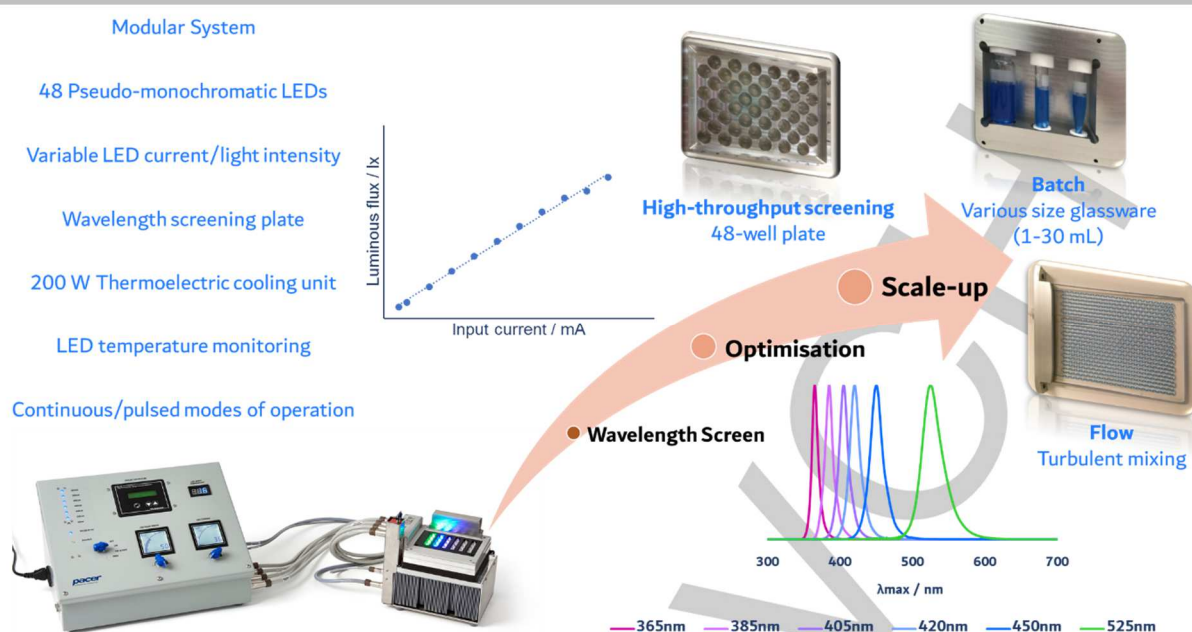 Modular System
48 Pseudo-monochromatic LEDs
Variable LED current/light intensity
Wavelength screening plate
200 W Thermoelectric cooling unit
LED temperature monitoring
Continuous/pulsed modes of operation
Luminous flux / lx
Input current / mA
High-throughput screening
48-well plate
Batch
Various size glassware
(1-30 mL)
Scale-up
Optimisation
Wavelength Screen
Flow
Turbulent mixing
300 400 500 600 700
λmax / nm
365nm 385nm 405nm 420nm 450nm 525nm
pacer